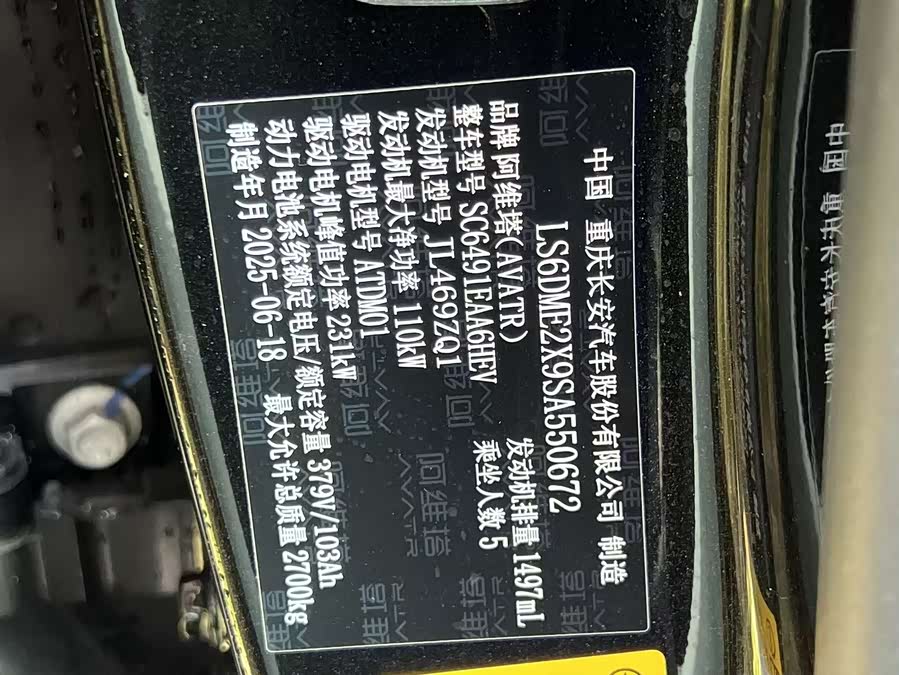 中国 重庆长安汽车股份有限公司 制造
LS6DME2X9SA550672
品牌 阿维塔(AVATR)
发动机排量 1497mL
整车型号 SC6491EAA6HEV
乘坐人数 5
发动机型号 JL469ZQ1
发动机最大净功率 110kW
驱动电机型号 ATDM01
驱动电机峰值功率 231kW
动力电池系统额定电压/额定容量 379V/103Ah
制造年月 2025-06-18
最大允许总质量 2700kg